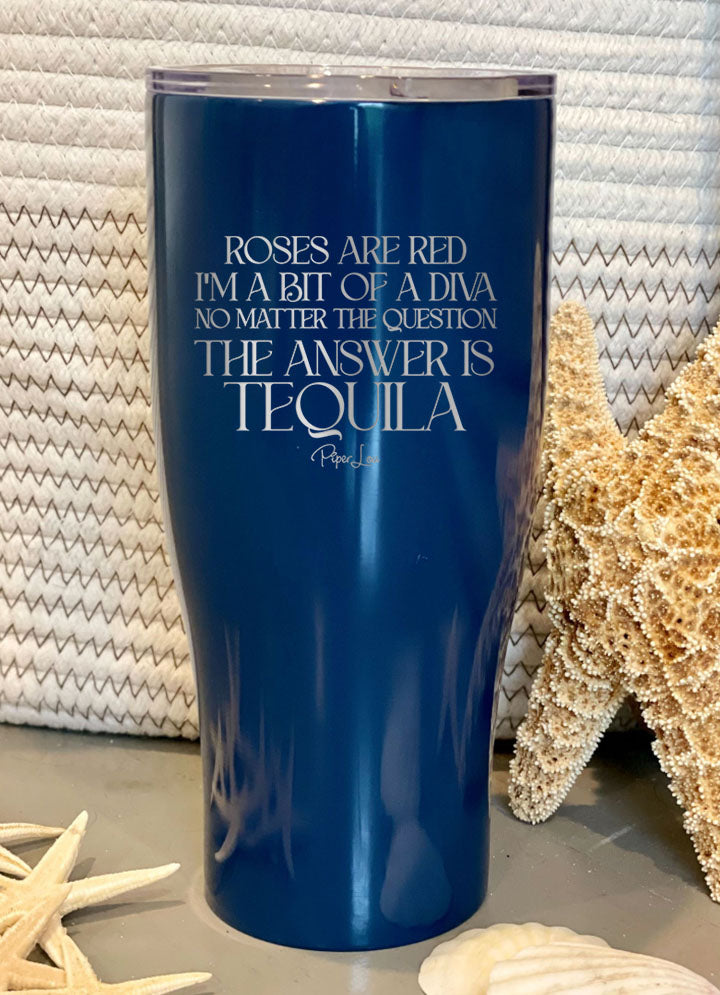 ROSES ARE RED
I'M A BIT OF A DIVA
NO MATTER THE QUESTION
THE ANSWER IS
TEQUILA
Piper Lou